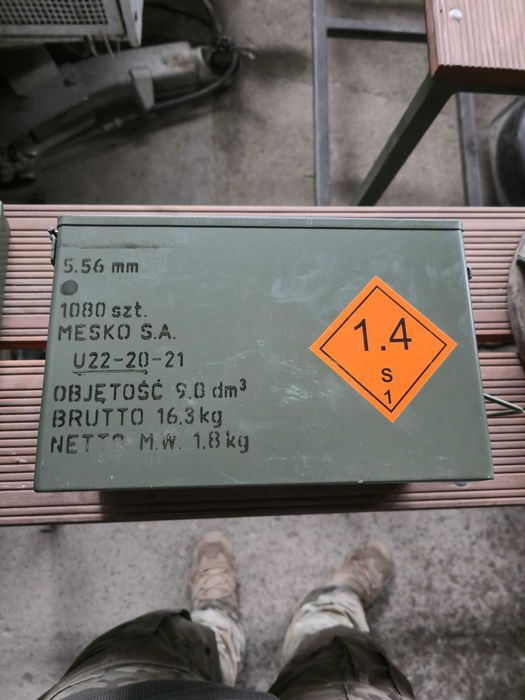 5.56 mm
1080 szt.
MESKO S.A.
U22-20-21
OBJĘTOŚĆ 9.0 dm³
BRUTTO 16.3 kg
NETTO M.W. 1.8 kg
1.4
S
1